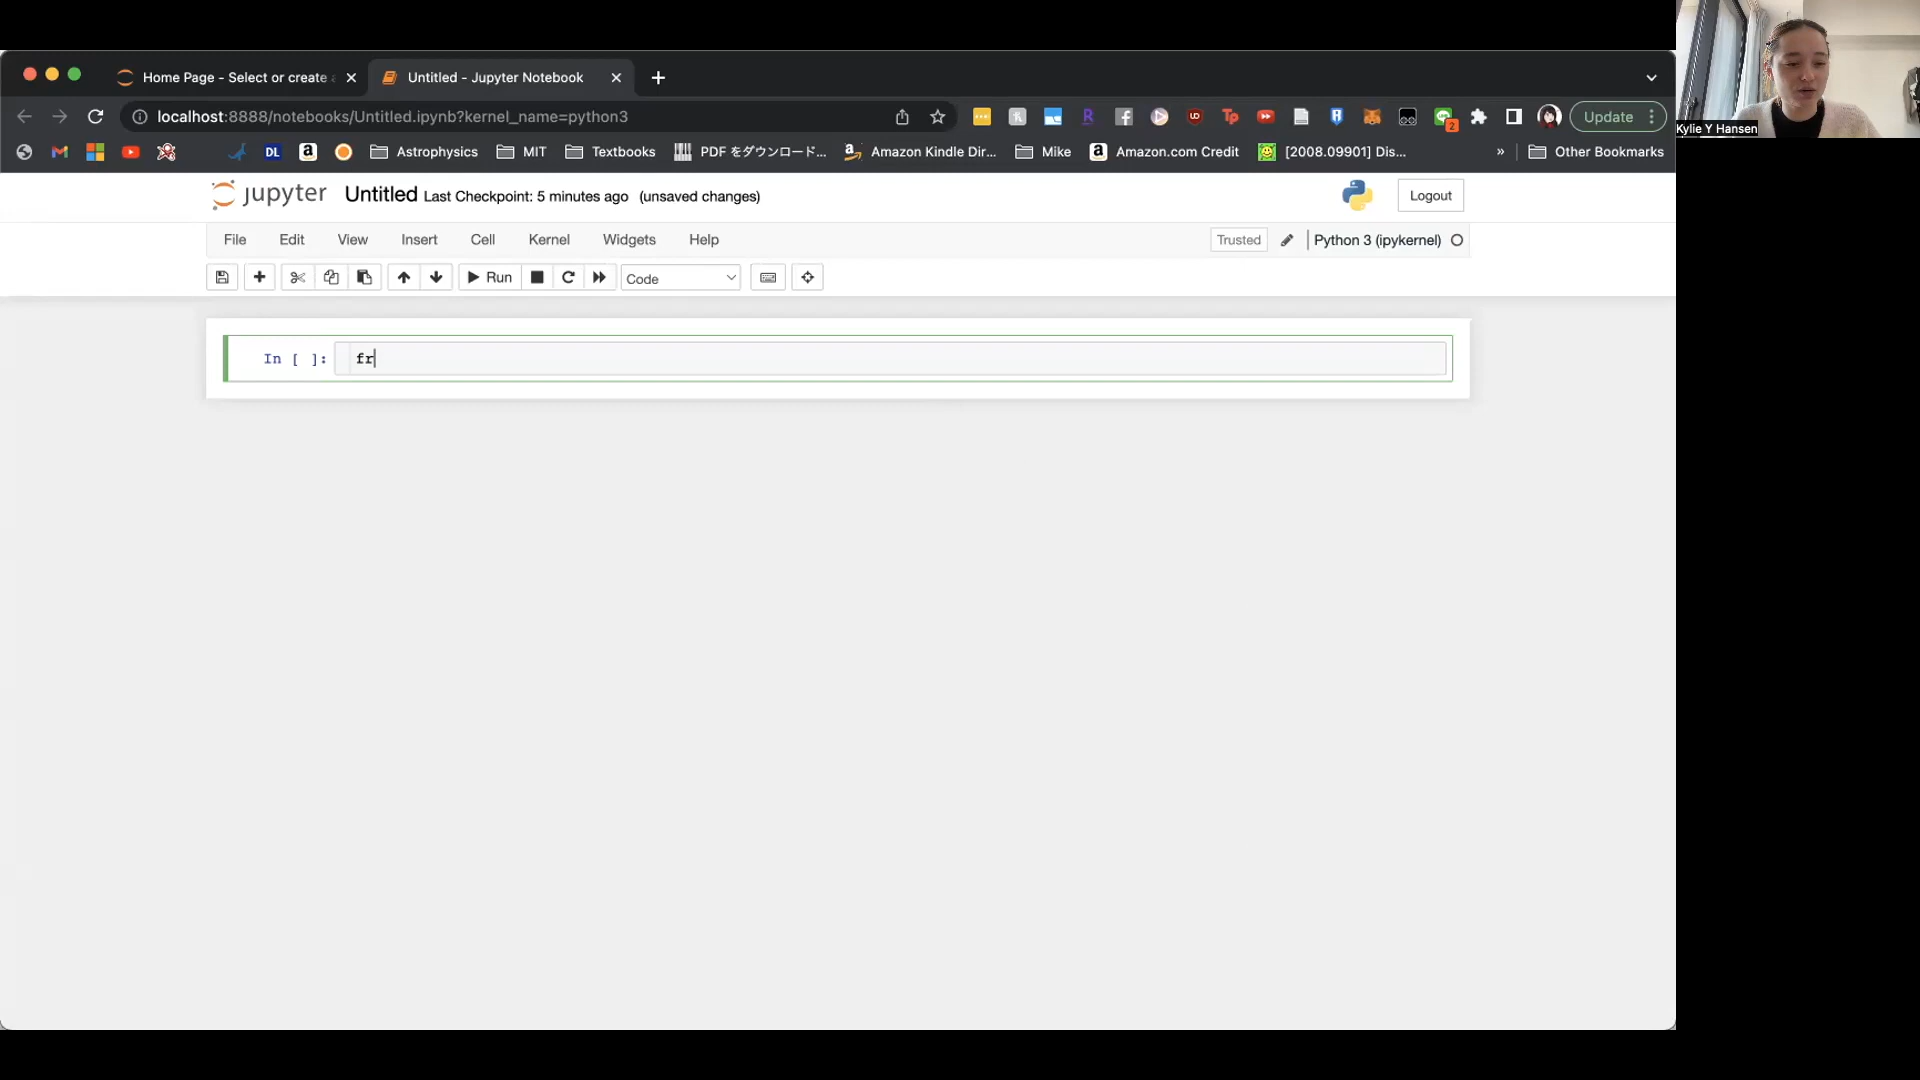 Home Page - Select or create a
Untitled - Jupyter Notebook
localhost:8888/notebooks/Untitled.ipynb?kernel_name=python3
Update
DL
Astrophysics
MIT
Textbooks
PDF をダウンロード...
Amazon Kindle Dir...
Mike
Amazon.com Credit
[2008.09901] Dis...
»
Other Bookmarks
Kylie Y Hansen
jupyter
Untitled Last Checkpoint: 5 minutes ago (unsaved changes)
Logout
File Edit View Insert Cell Kernel Widgets Help
Trusted
Python 3 (ipykernel)
Run
Code
In [ ]: fr